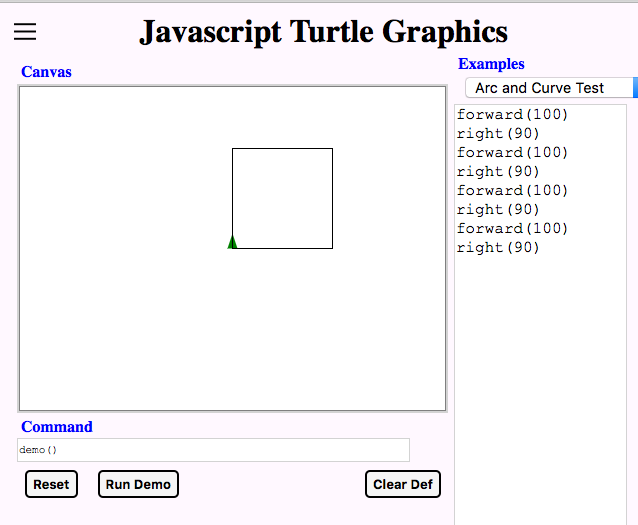 Javascript Turtle Graphics
Canvas
Examples
Arc and Curve Test
forward(100)
right(90)
forward(100)
right(90)
forward(100)
right(90)
forward(100)
right(90)
Command
demo()
Reset
Run Demo
Clear Def